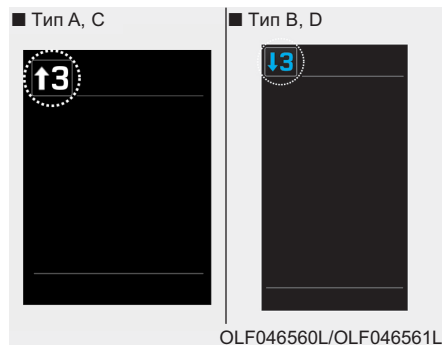 ■ Тип A, C
■ Тип B, D
↑3
↓3
OLF046560L/OLF046561L